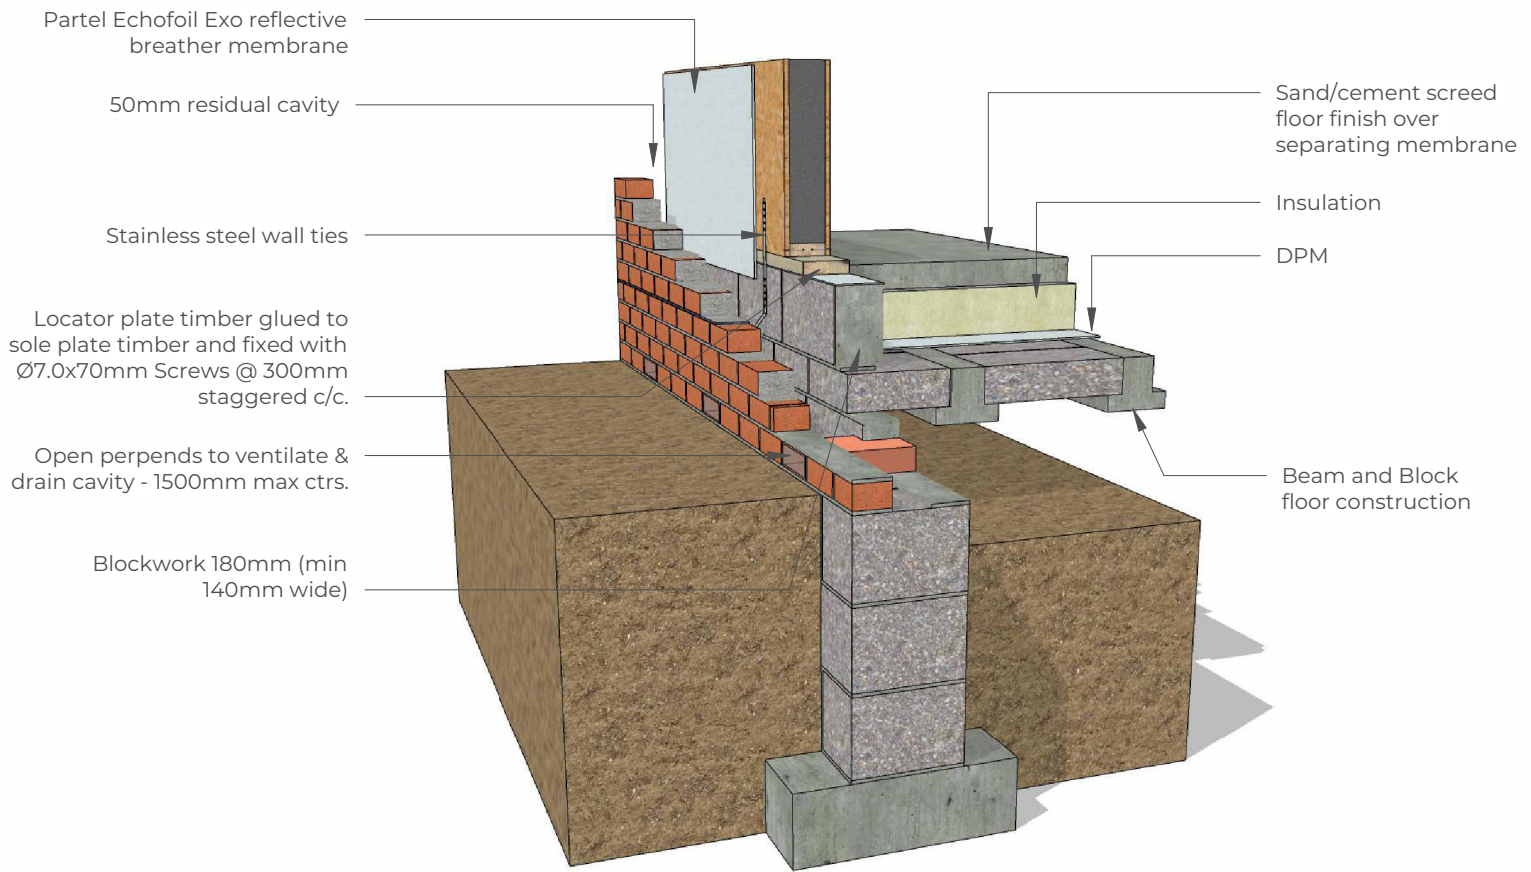 Partel Echofoil Exo reflective
breather membrane
50mm residual cavity
Stainless steel wall ties
Locator plate timber glued to
sole plate timber and fixed with
Ø7.0x70mm Screws @ 300mm
staggered c/c.
Open perpends to ventilate &
drain cavity - 1500mm max ctrs.
Blockwork 180mm (min
140mm wide)
Sand/cement screed
floor finish over
separating membrane
Insulation
DPM
Beam and Block
floor construction